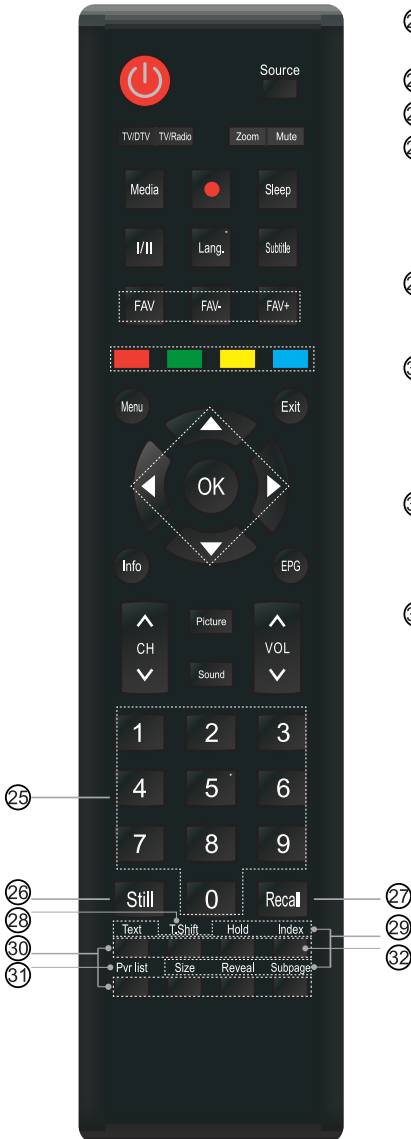 Source
TV/DTV TV/Radio Zoom Mute
Media Sleep
I/II Lang. Subtitle
FAV FAV- FAV+
Menu Exit
OK
Info EPG
CH Picture VOL
Sound
1 2 3
4 5 6
25
7 8 9
26 Still 0 Recall 27
28 Text T.Shift Hold Index 29
30 32
31 Pvr list Size Reveal Subpage